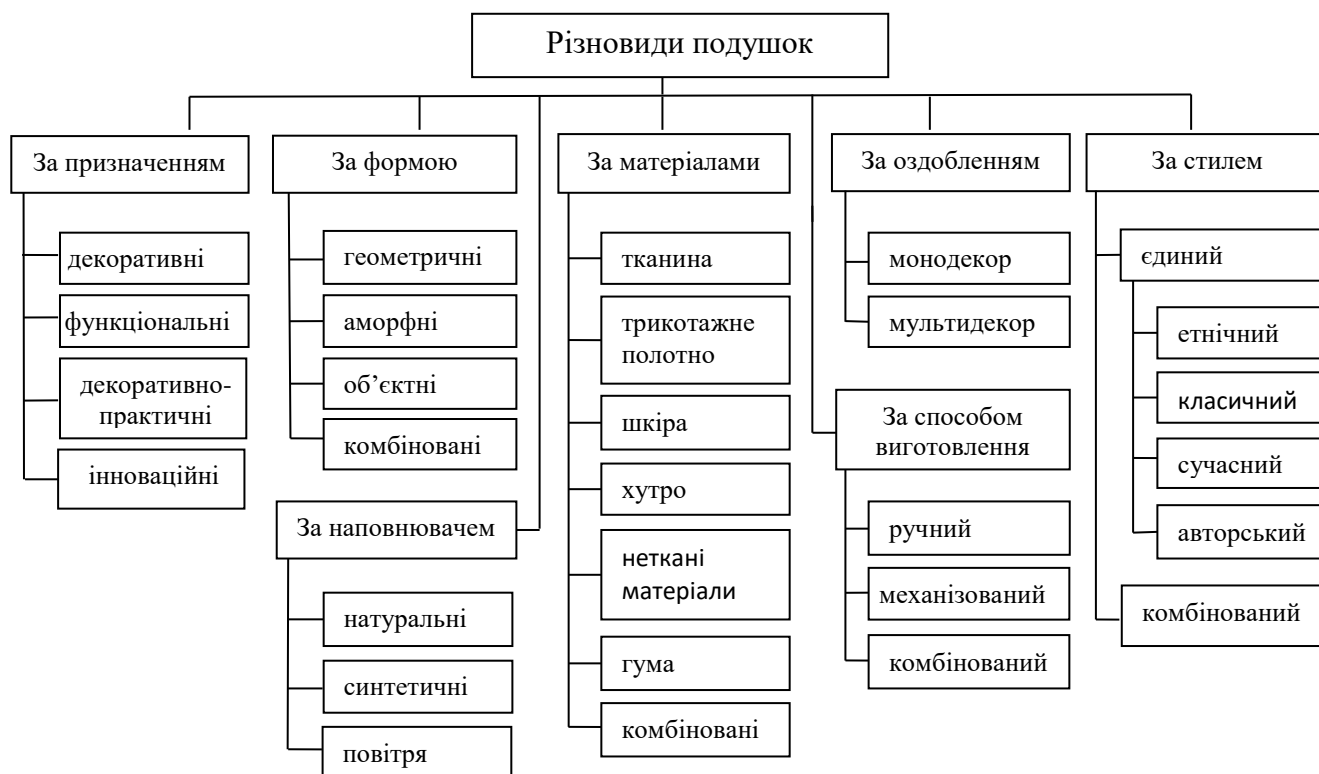 Різновиди подушок
За призначенням
декоративні
функціональні
декоративно-
практичні
інноваційні
За формою
геометричні
аморфні
об’єктні
комбіновані
За наповнювачем
натуральні
синтетичні
повітря
За матеріалами
тканина
трикотажне
полотно
шкіра
хутро
неткані
матеріали
гума
комбіновані
За оздобленням
монодекор
мультидекор
За способом
виготовлення
ручний
механізований
комбінований
За стилем
єдиний
етнічний
класичний
сучасний
авторський
комбінований